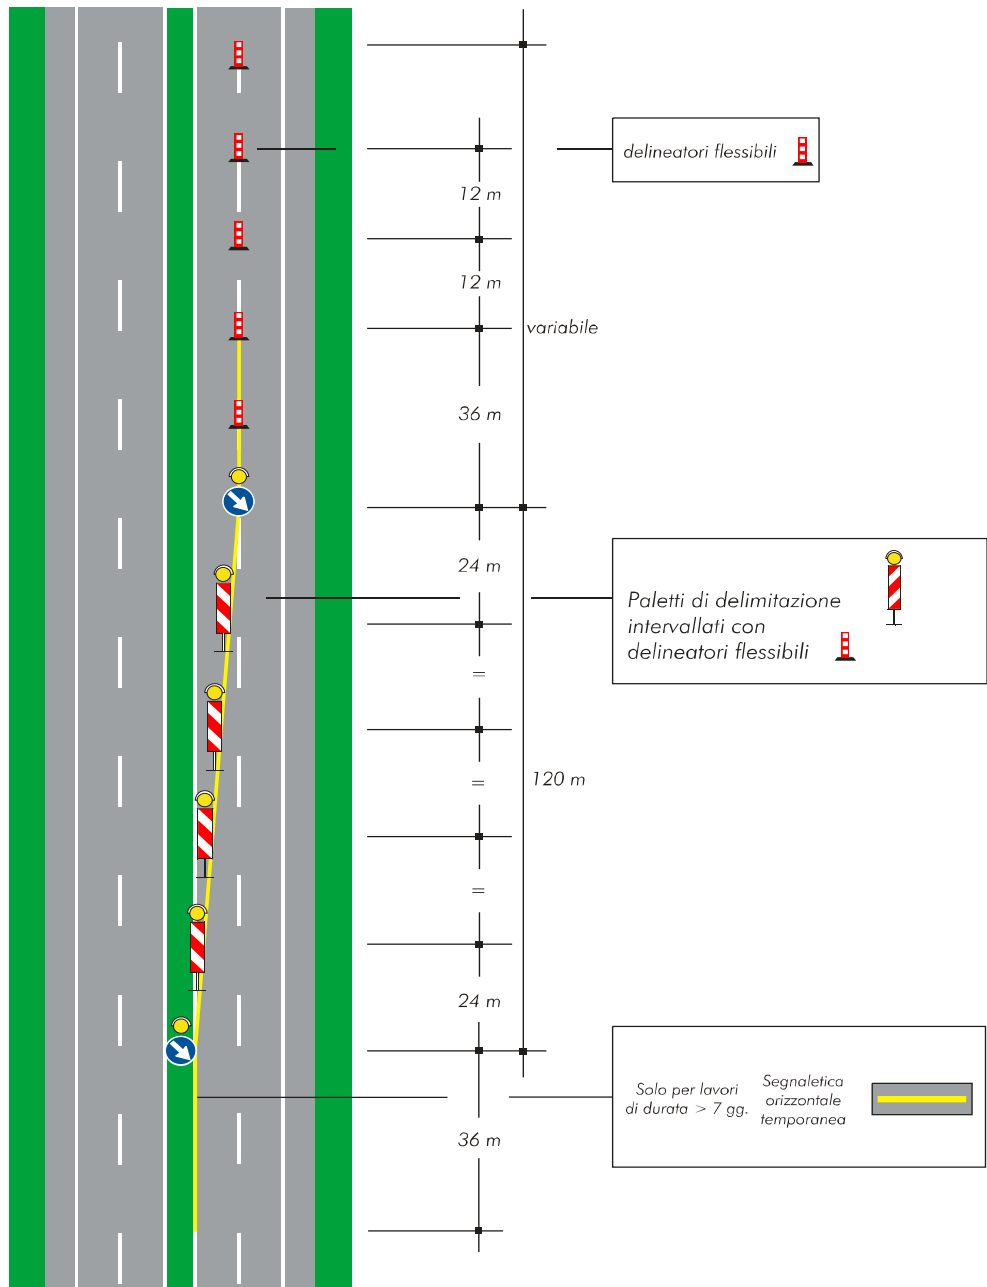 delineatori flessibili
12 m
12 m
variabile
36 m
24 m
Paletti di delimitazione
intervallati con
delineatori flessibili
=
=
120 m
=
24 m
Solo per lavori
di durata > 7 gg.
Segnaletica
orizzontale
temporanea
36 m